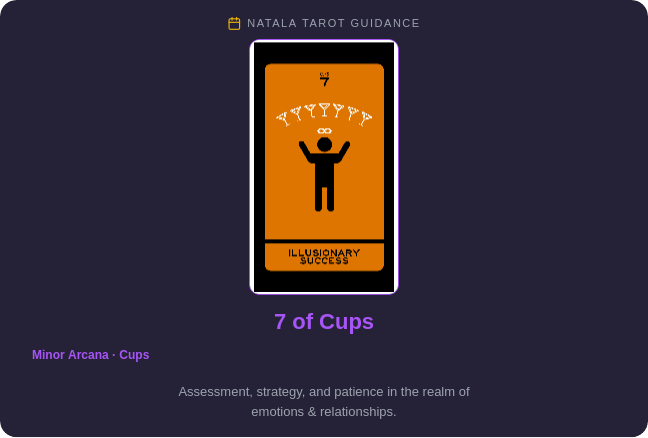 NATALA TAROT GUIDANCE
7
ILLUSIONARY
SUCCESS
7 of Cups
Minor Arcana · Cups
Assessment, strategy, and patience in the realm of
emotions & relationships.